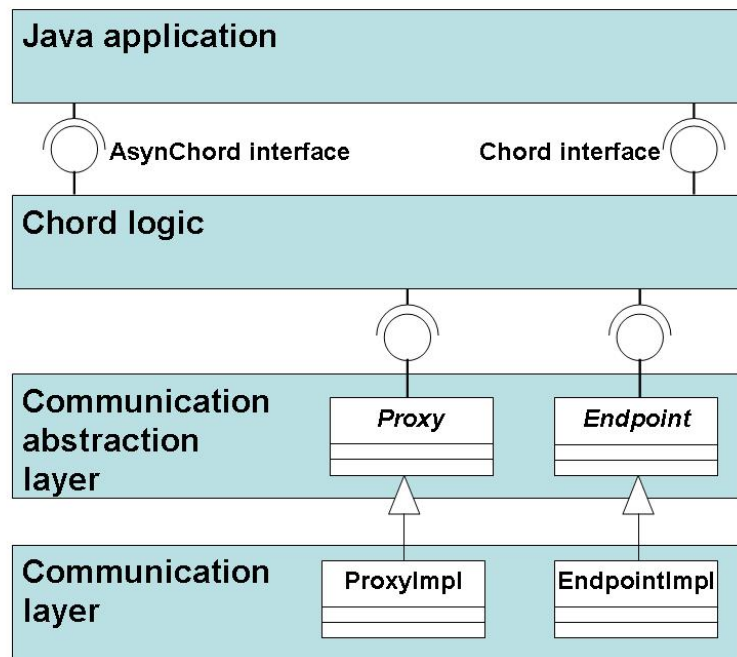 Java application
AsynChord interface
Chord interface
Chord logic
Communication
abstraction
layer
Proxy
Endpoint
Communication
layer
ProxyImpl
EndpointImpl